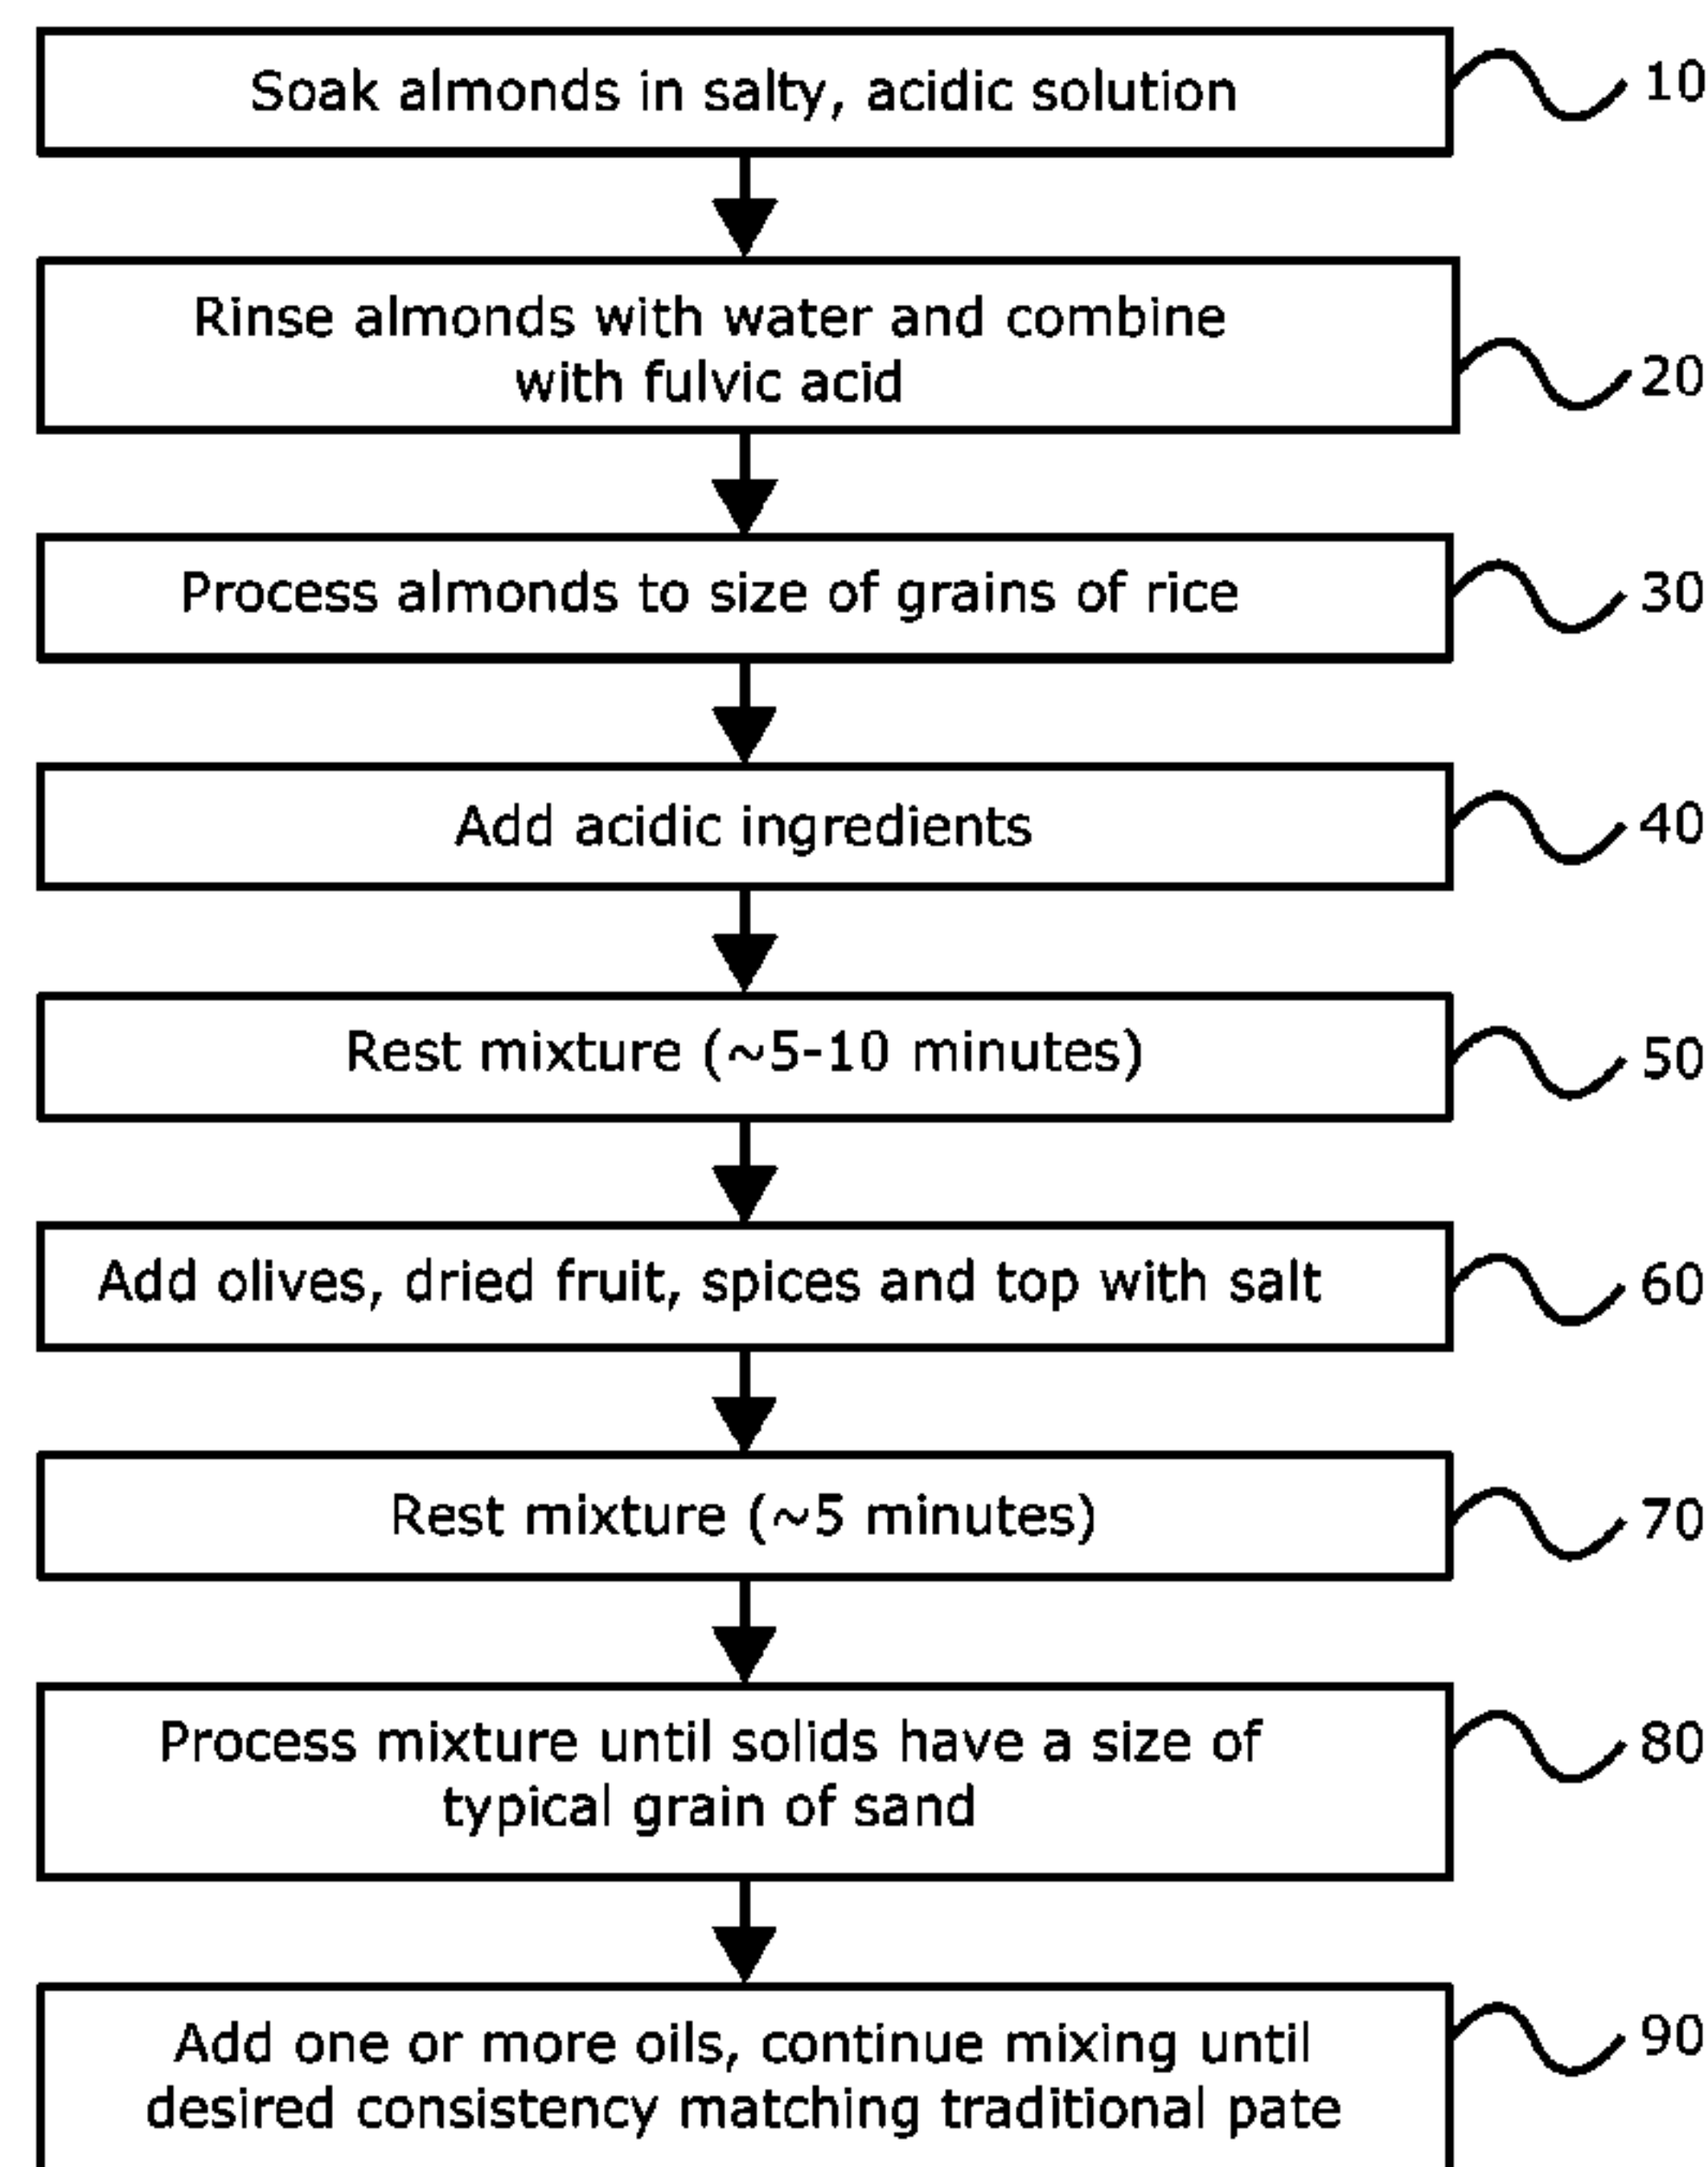 Soak almonds in salty, acidic solution
10
Rinse almonds with water and combine
with fulvic acid
20
Process almonds to size of grains of rice
30
Add acidic ingredients
40
Rest mixture (~5-10 minutes)
50
Add olives, dried fruit, spices and top with salt
60
Rest mixture (~5 minutes)
70
Process mixture until solids have a size of
typical grain of sand
80
Add one or more oils, continue mixing until
desired consistency matching traditional pate
90